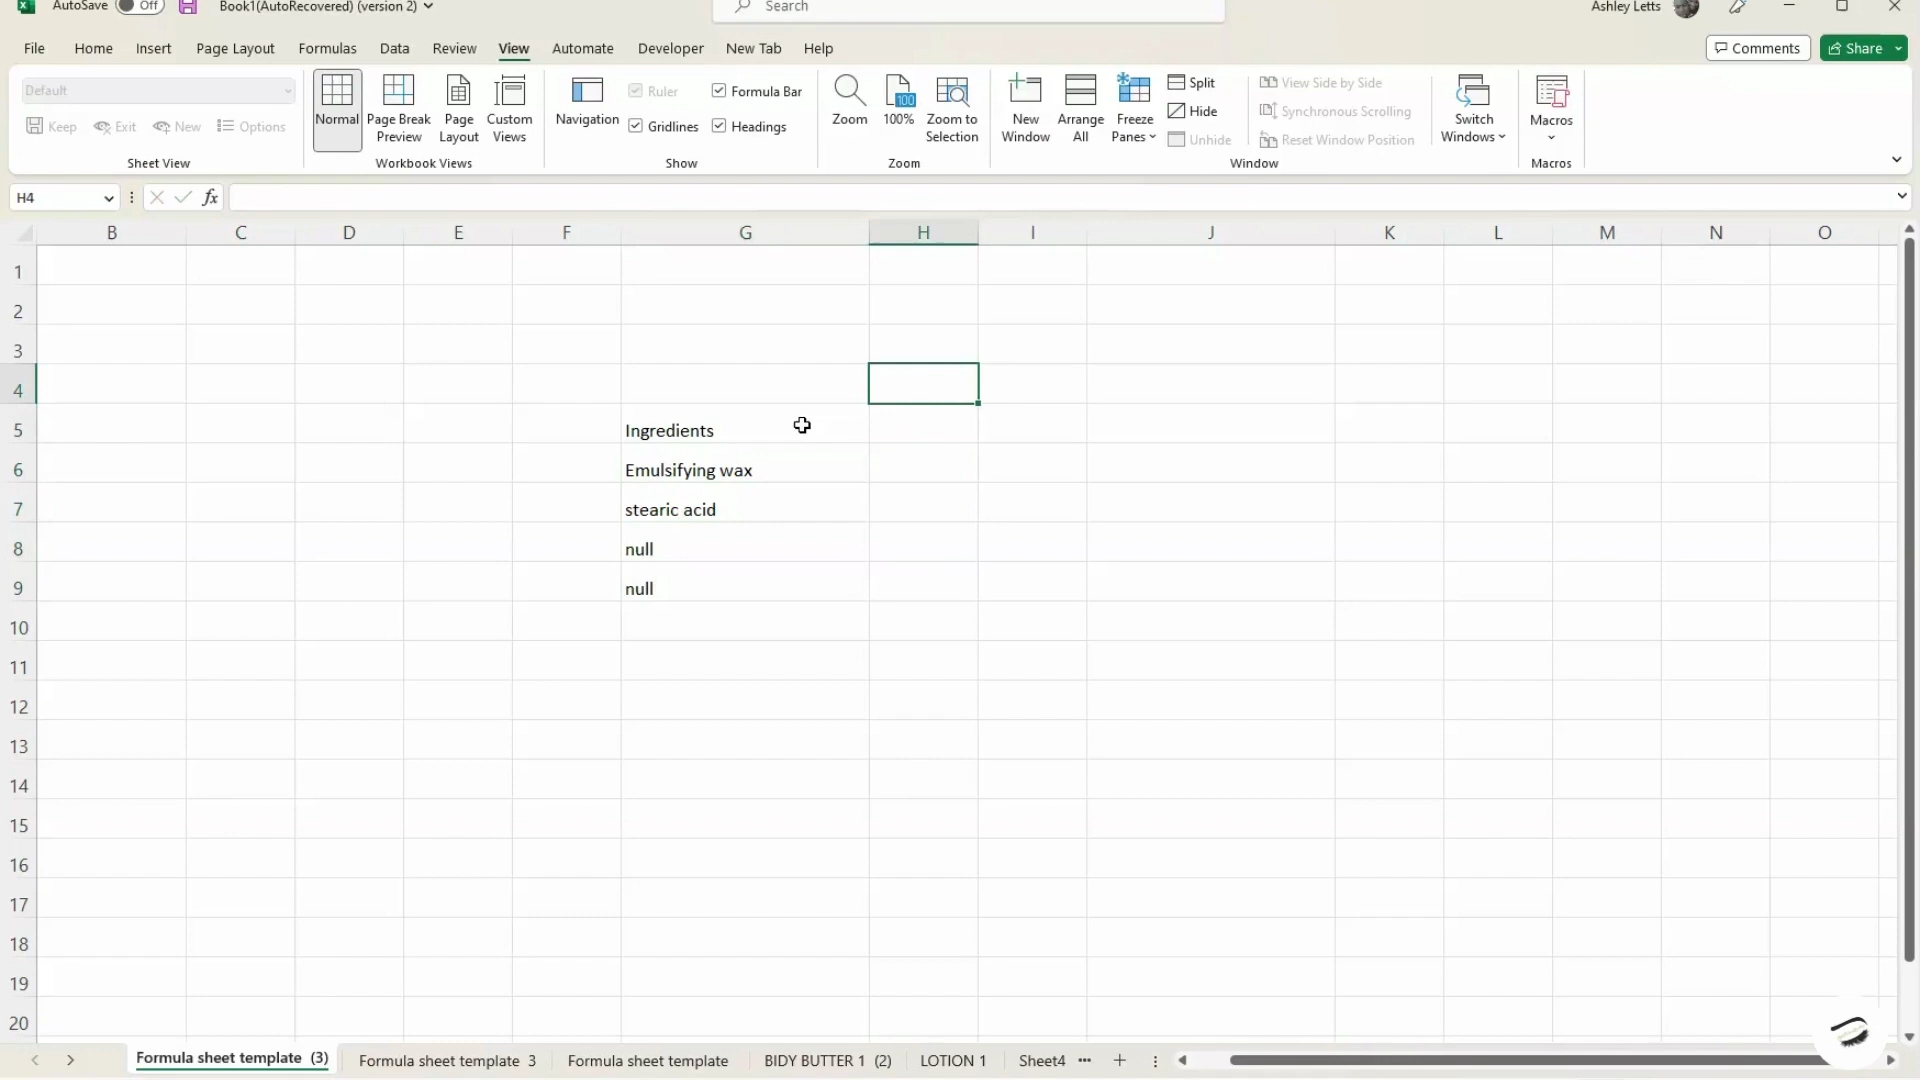 AutoSave Off Book1(AutoRecovered) (version 2) Search Ashley Letts
File Home Insert Page Layout Formulas Data Review View Automate Developer New Tab Help Comments Share
Default
Keep Exit New Options
Sheet View
Normal
Page Break Preview
Page Layout
Custom Views
Workbook Views
Navigation
Ruler Formula Bar
Gridlines Headings
Show
Zoom
100
100%
Zoom to Selection
Zoom
New Window
Arrange All
Freeze Panes
Split
Hide
Unhide
View Side by Side
Synchronous Scrolling
Reset Window Position
Window
Switch Windows
Macros
Macros
H4 fx
B C D E F G H I J K L M N O
1
2
3
4
5 Ingredients
6 Emulsifying wax
7 stearic acid
8 null
9 null
10
11
12
13
14
15
16
17
18
19
20
Formula sheet template (3) Formula sheet template 3 Formula sheet template BIDY BUTTER 1 (2) LOTION 1 Sheet4